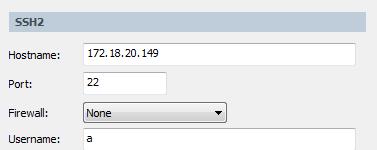 SSH2
Hostname: 172.18.20.149
Port: 22
Firewall: None
Username: a